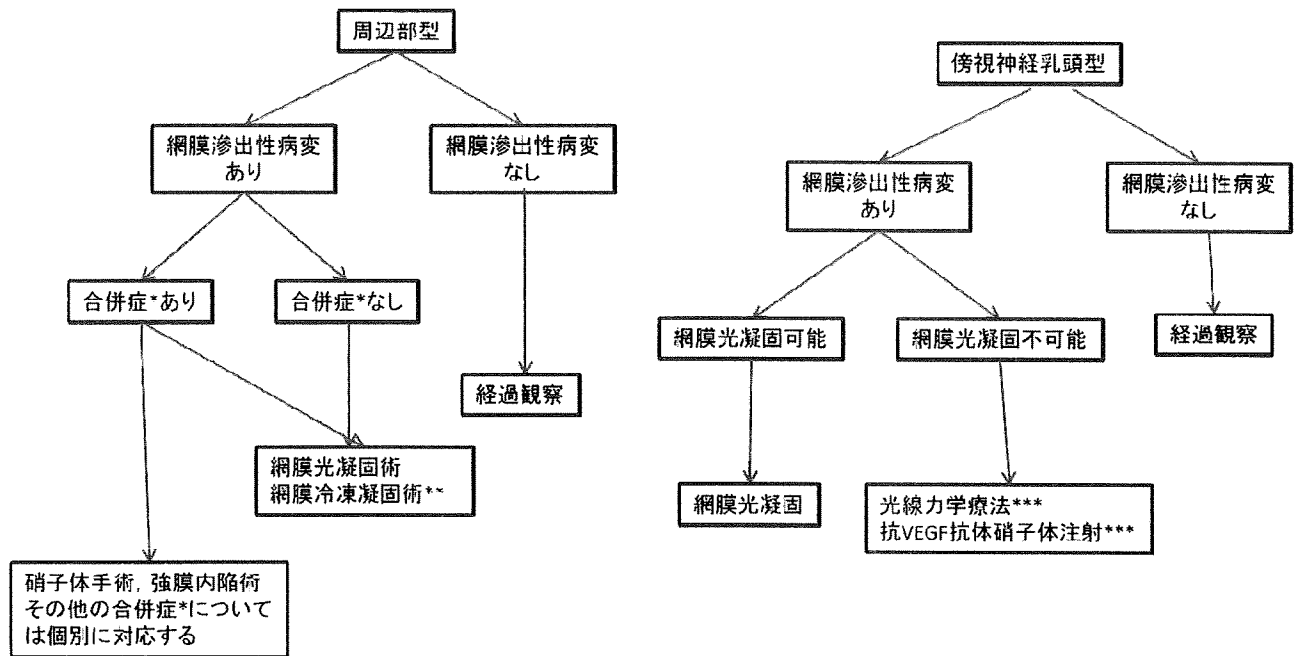 周辺部型
網膜滲出性病変
あり
網膜滲出性病変
なし
合併症*あり
合併症*なし
経過観察
網膜光凝固術
網膜冷凍凝固術**
硝子体手術, 強膜内陥術
その他の合併症*について
は個別に対応する
傍視神経乳頭型
網膜滲出性病変
あり
網膜滲出性病変
なし
網膜光凝固可能
網膜光凝固不可能
経過観察
網膜光凝固
光線力学療法***
抗VEGF抗体硝子体注射***